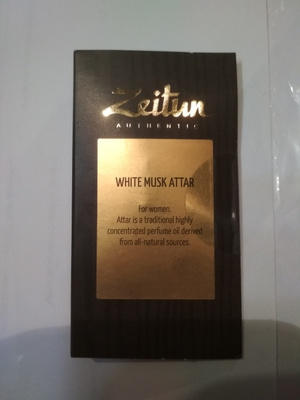 Zeitun
AUTHENTIC
WHITE MUSK ATTAR
For women.
Attar is a traditional highly
concentrated perfume oil derived
from all-natural sources.